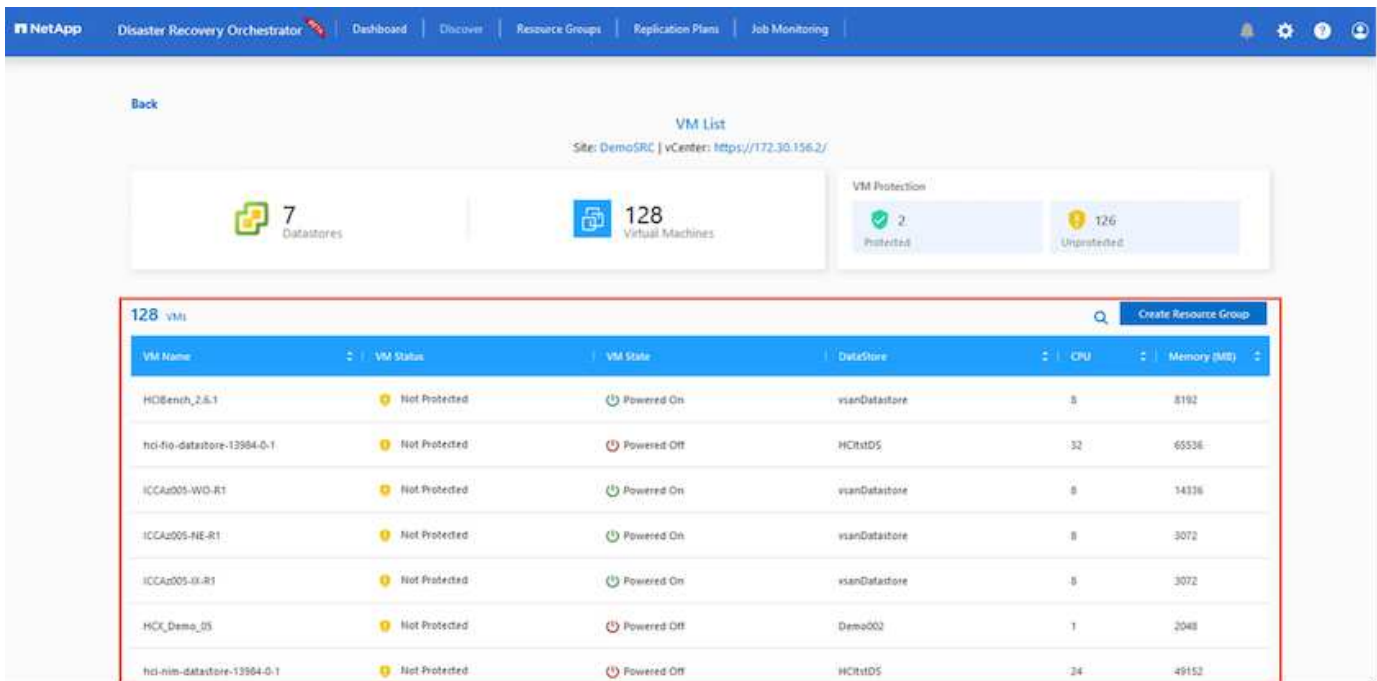 NetApp Disaster Recovery Orchestrator Dashboard Discover Resource Groups Replication Plans Job Monitoring
Back
VM List
Site: DemoSRC | vCenter: https://172.30.156.2/
VM Protection
7 Datastores
128 Virtual Machines
2 Protected
126 Unprotected
128 VMs Create Resource Group
VM Name VM Status VM State DataStore CPU Memory (MB)
HCIBench_2.6.1 Not Protected Powered On vsanDatastore 8 8192
hci-fio-datastore-13984-0-1 Not Protected Powered Off HCItstDS 32 65536
ICCAz005-WO-R1 Not Protected Powered On vsanDatastore 8 14336
ICCAz005-NE-R1 Not Protected Powered On vsanDatastore 8 3072
ICCAz005-IX-R1 Not Protected Powered On vsanDatastore 8 3072
HCX_Demo_05 Not Protected Powered Off Demo002 1 2048
hci-nim-datastore-13984-0-1 Not Protected Powered Off HCItstDS 24 49152